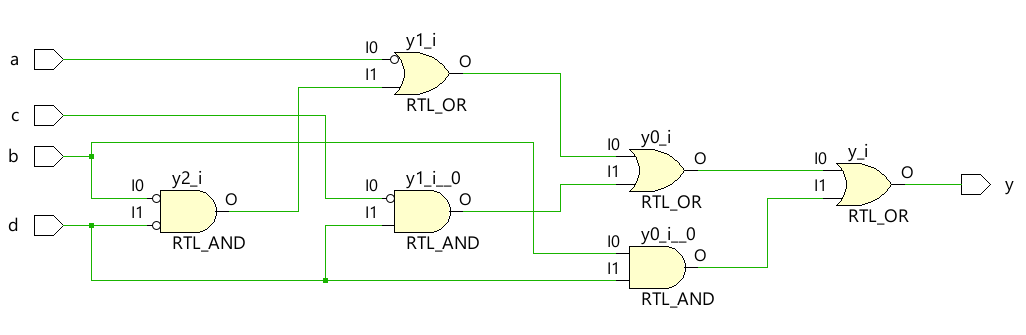 y1_i
I0
a
O
I1
RTL_OR
c
b
y0_i
I0
O
y_i
I0
O
I1
I1
y
RTL_OR
RTL_OR
y2_i
I0
O
I1
RTL_AND
y1_i__0
I0
O
I1
RTL_AND
d
y0_i__0
I0
O
I1
RTL_AND